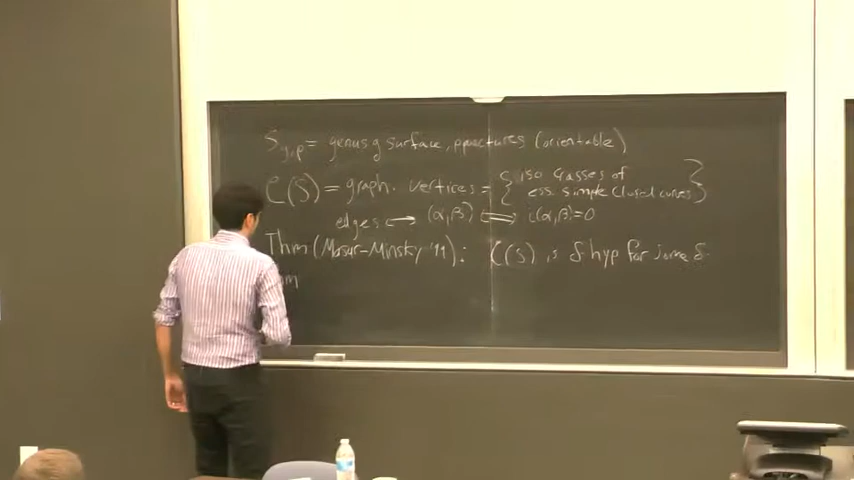 S_{g,p} = genus g surface, p punctures (orientable)
C(S) = graph. vertices = { iso classes of
ess. simple closed curves }
edges ⟷ (α,β) ⟺ i(α,β)=0
Thm (Masur-Minsky '99): C(S) is δ-hyp for some δ.